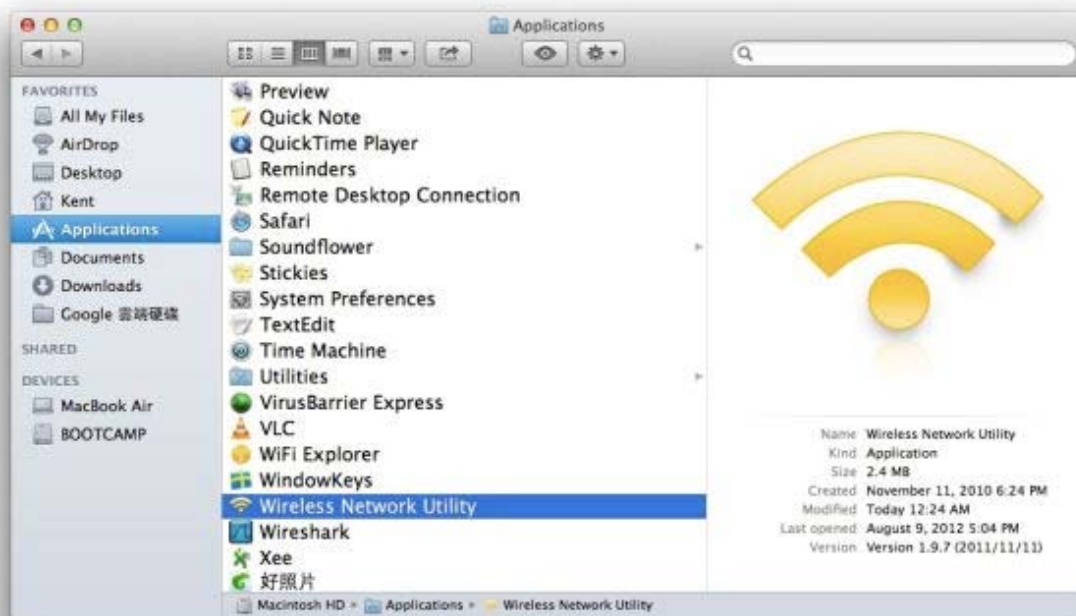 Applications
FAVORITES
All My Files
AirDrop
Desktop
Kent
Applications
Documents
Downloads
Google 雲端硬碟
SHARED
DEVICES
MacBook Air
BOOTCAMP
Preview
Quick Note
QuickTime Player
Reminders
Remote Desktop Connection
Safari
Soundflower
Stickies
System Preferences
TextEdit
Time Machine
Utilities
VirusBarrier Express
VLC
WiFi Explorer
WindowKeys
Wireless Network Utility
Wireshark
Xee
好照片
Name Wireless Network Utility
Kind Application
Size 2.4 MB
Created November 11, 2010 6:24 PM
Modified Today 12:24 AM
Last opened August 9, 2012 5:04 PM
Version Version 1.9.7 (2011/11/11)
Macintosh HD ▸ Applications ▸ Wireless Network Utility